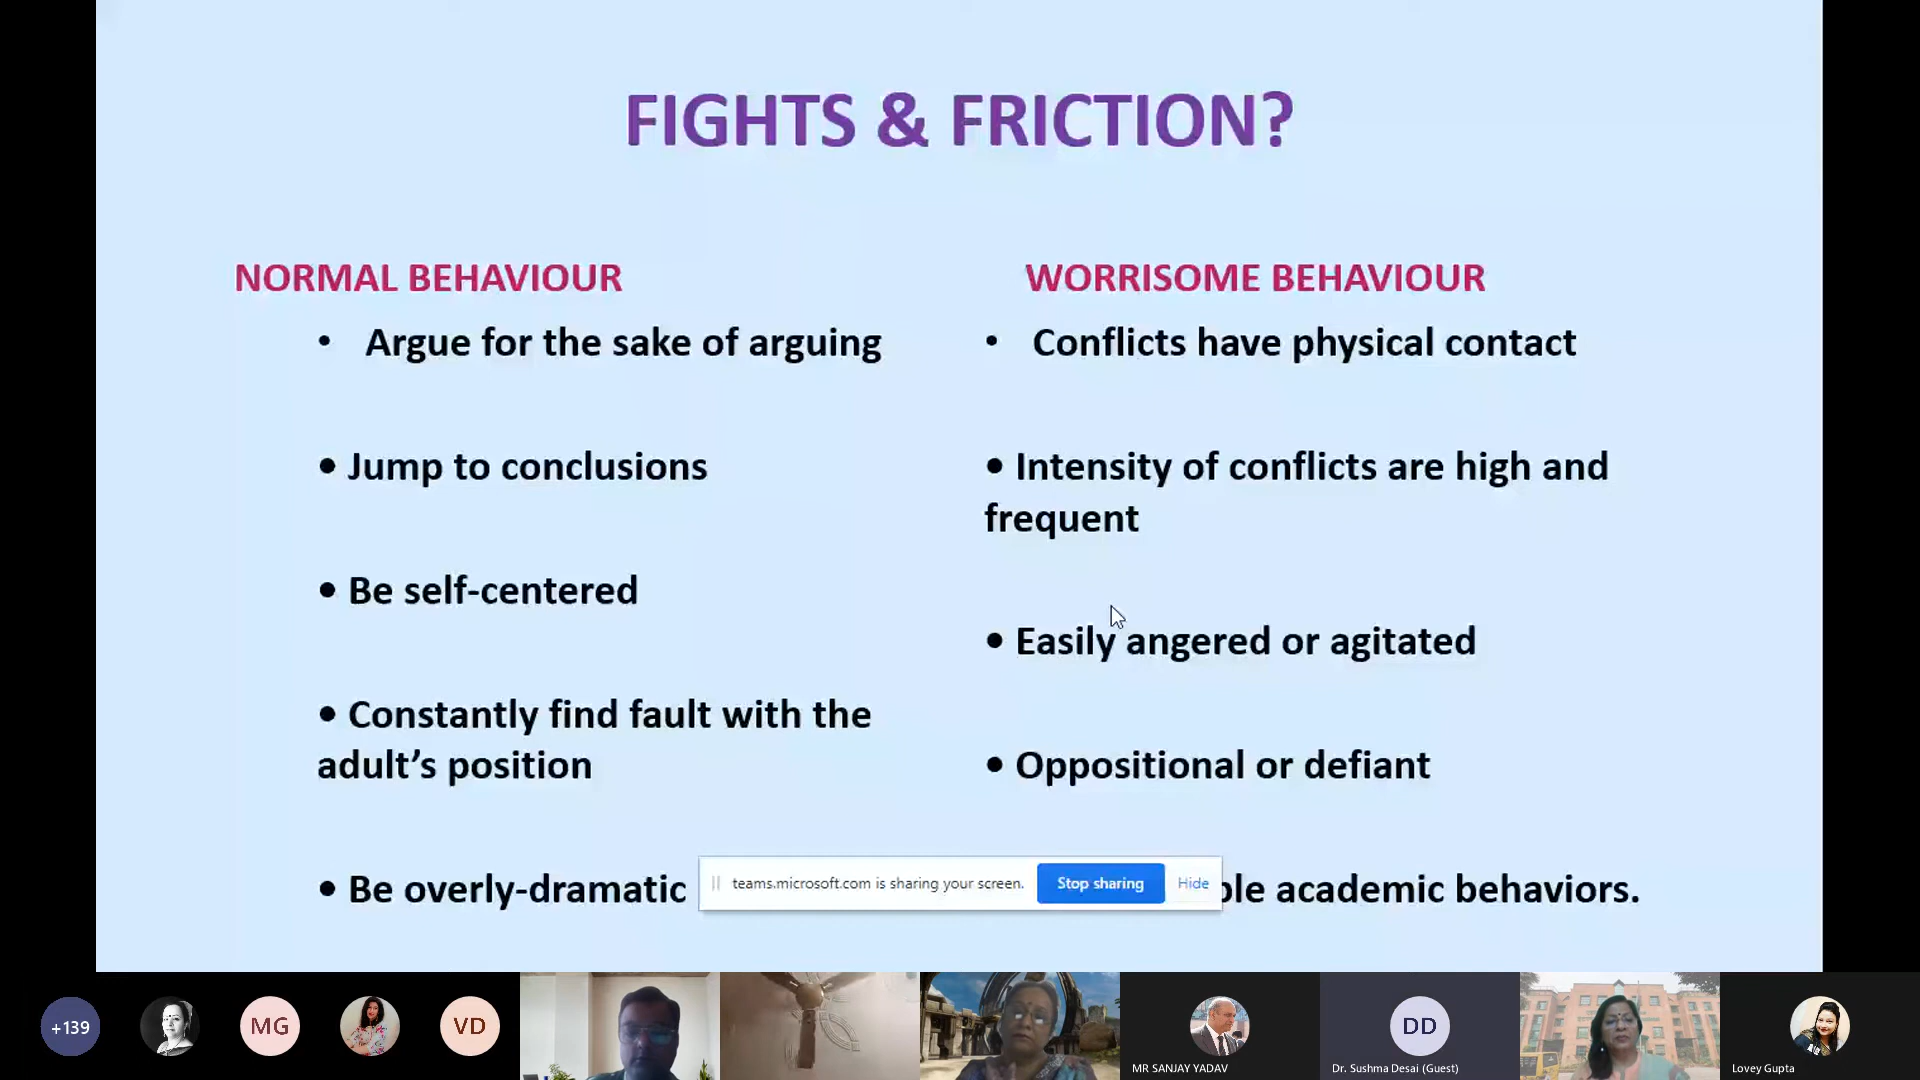 FIGHTS & FRICTION?
NORMAL BEHAVIOUR
• Argue for the sake of arguing
• Jump to conclusions
• Be self-centered
• Constantly find fault with the
adult’s position
• Be overly-dramatic
WORRISOME BEHAVIOUR
• Conflicts have physical contact
• Intensity of conflicts are high and
frequent
• Easily angered or agitated
• Oppositional or defiant
academic behaviors.
teams.microsoft.com is sharing your screen.
Stop sharing
Hide
+139
MG
VD
MR SANJAY YADAV
DD
Dr. Sushma Desai (Guest)
Lovey Gupta